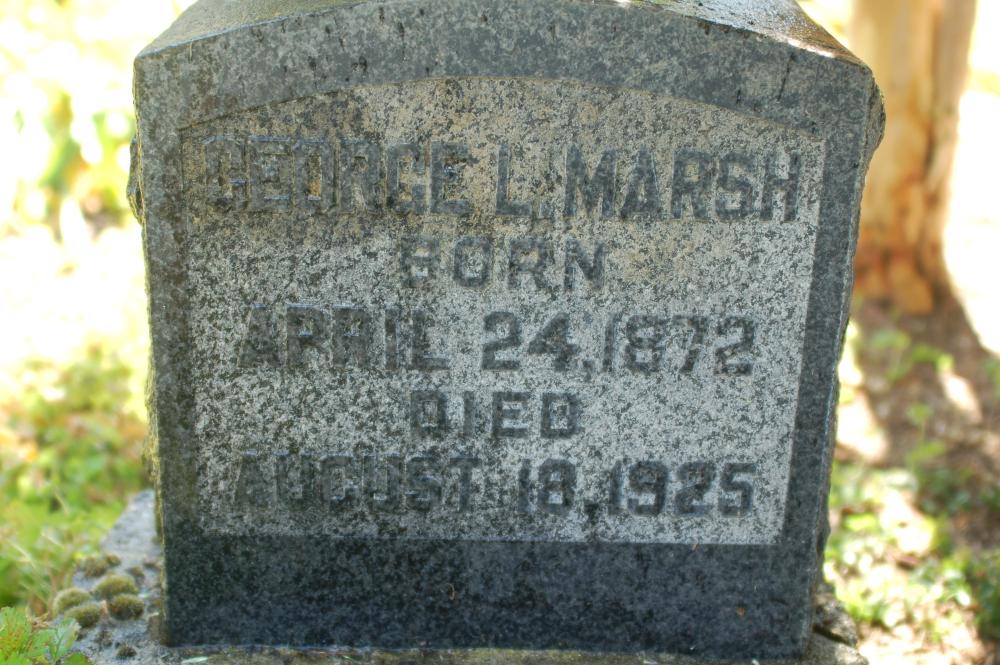 GEORGE L. MARSH
BORN
APRIL 24, 1872
DIED
AUGUST 18, 1925